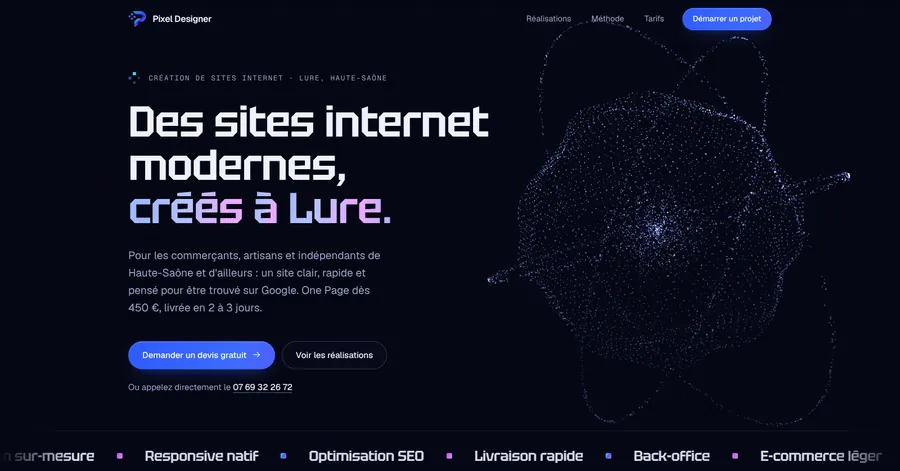 Pixel Designer
Réalisations
Méthode
Tarifs
Démarrer un projet
CRÉATION DE SITES INTERNET · LURE, HAUTE-SAÔNE
Des sites internet
modernes,
créés à Lure.
Pour les commerçants, artisans et indépendants de
Haute-Saône et d'ailleurs : un site clair, rapide et
pensé pour être trouvé sur Google. One Page dès
450 €, livrée en 2 à 3 jours.
Demander un devis gratuit →
Voir les réalisations
Ou appelez directement le 07 69 32 26 72
sur-mesure
Responsive natif
Optimisation SEO
Livraison rapide
Back-office
E-commerce léger